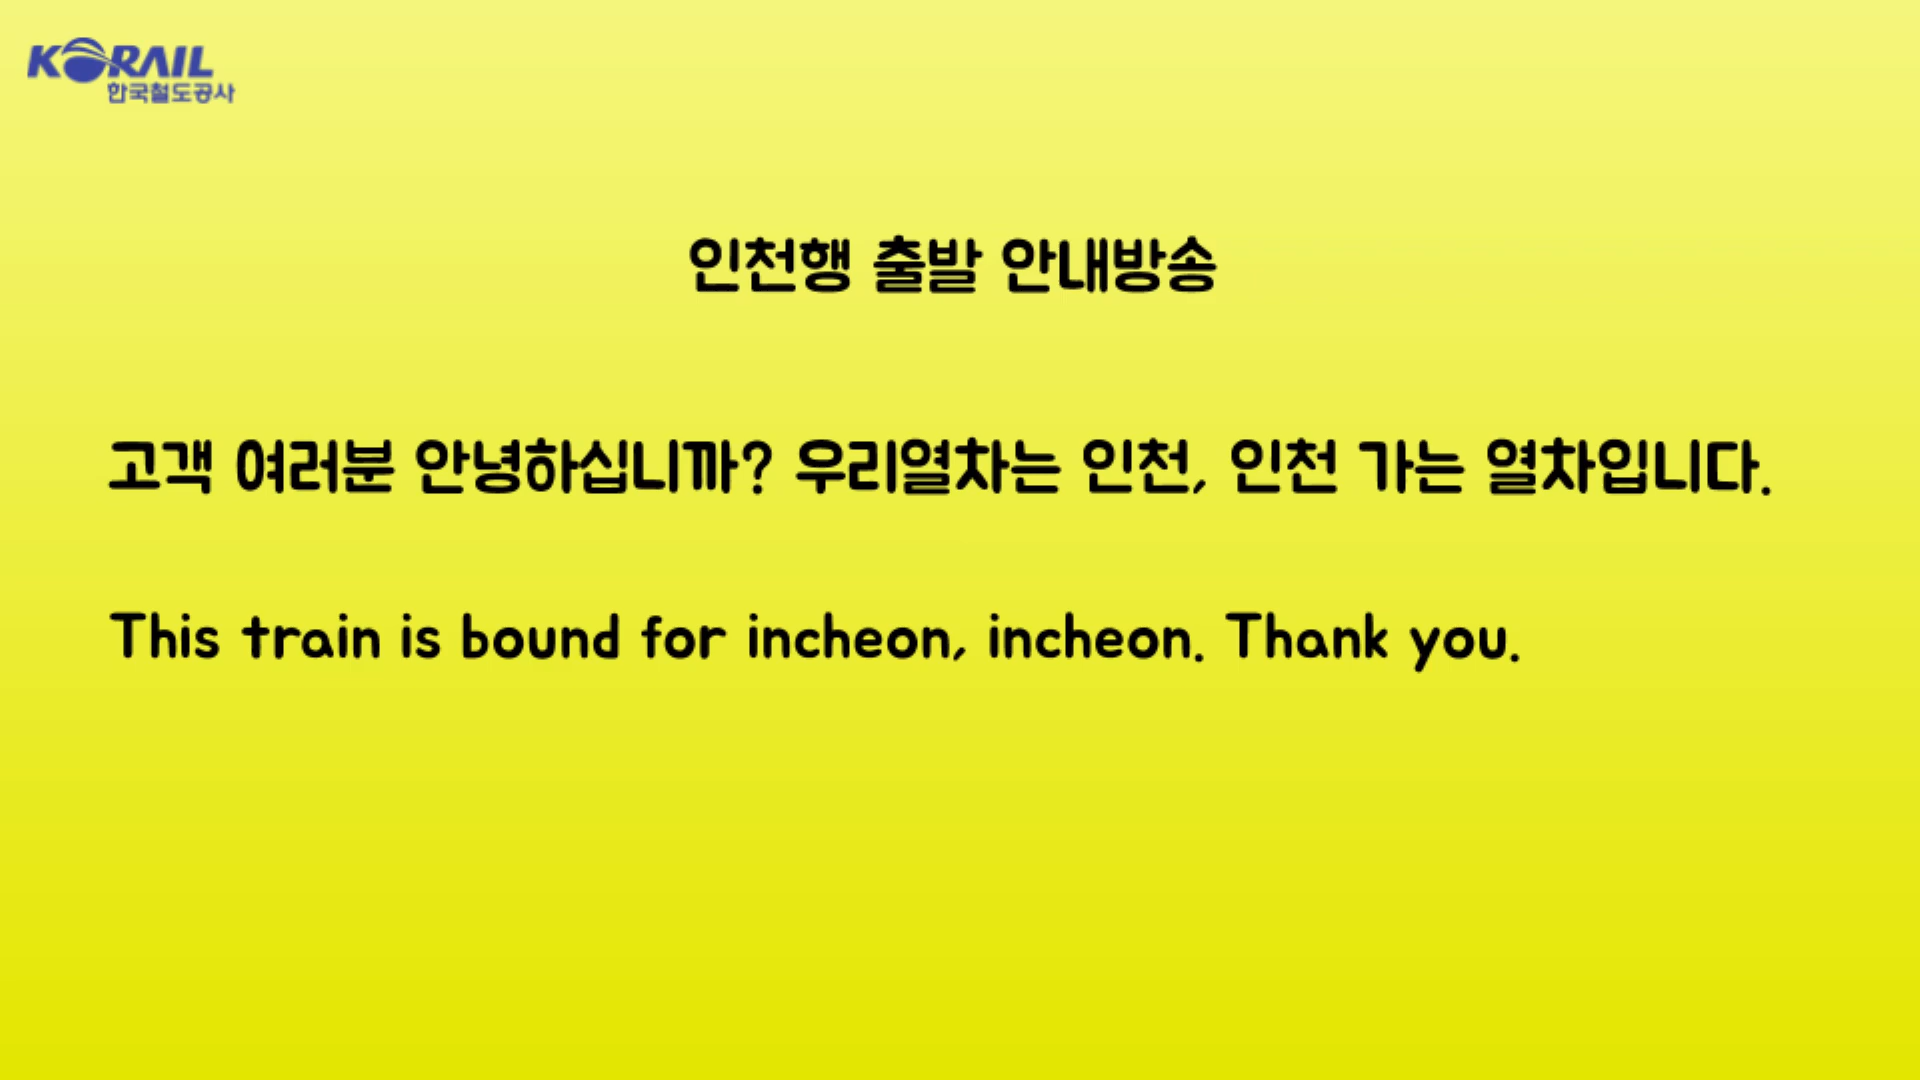 KORAIL
한국철도공사
인천행 출발 안내방송
고객 여러분 안녕하십니까? 우리열차는 인천, 인천 가는 열차입니다.
This train is bound for incheon, incheon. Thank you.